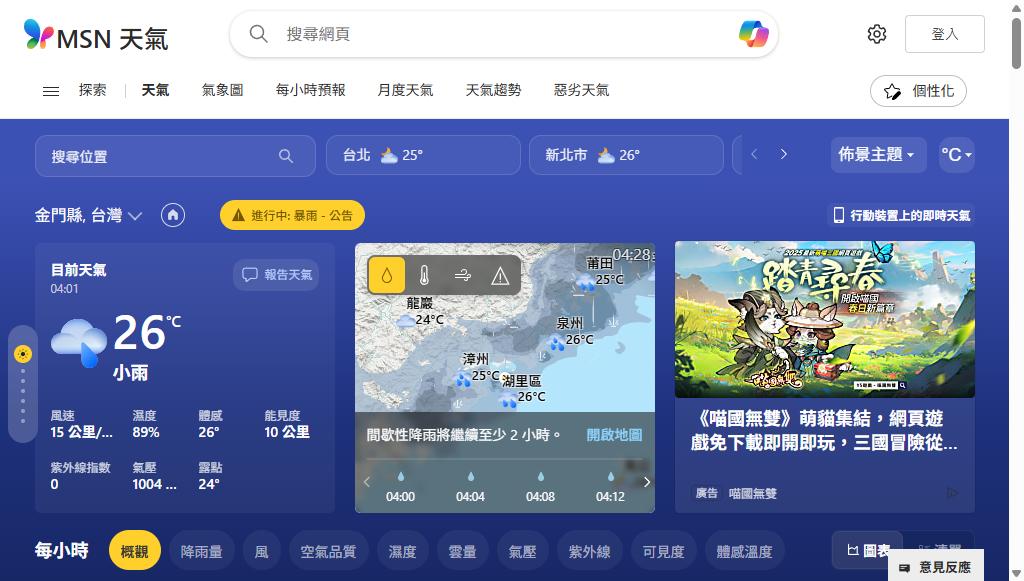 MSN 天氣
搜尋網頁
登入
探索
天氣
氣象圖
每小時預報
月度天氣
天氣趨勢
惡劣天氣
個性化
搜尋位置
台北 25°
新北市 26°
佈景主題
°C
金門縣, 台灣
進行中: 暴雨 - 公告
行動裝置上的即時天氣
目前天氣
04:01
報告天氣
26°C
小雨
風速
15 公里/...
濕度
89%
體感
26°
能見度
10 公里
紫外線指數
0
氣壓
1004 ...
露點
24°
04:28
莆田
25°C
龍巖
24°C
泉州
26°C
漳州
25°C
湖里區
26°C
間歇性降雨將繼續至少 2 小時。
開啟地圖
04:00
04:04
04:08
04:12
踏青尋春
開啟喵國
春日新篇章
《喵國無雙》萌貓集結，網頁遊
戲免下載即開即玩，三國冒險從...
廣告
喵國無雙
每小時
概觀
降雨量
風
空氣品質
濕度
雲量
氣壓
紫外線
可見度
體感溫度
圖表
清單
意見反應